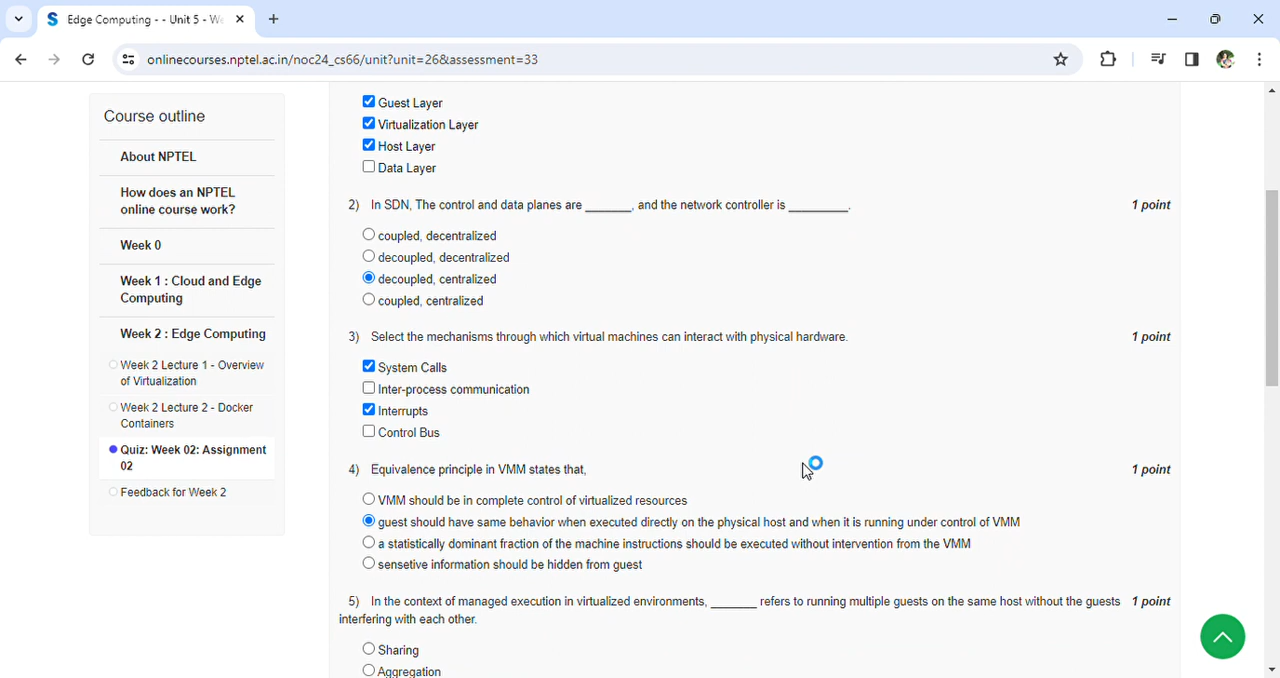 Edge Computing - - Unit 5 - We
onlinecourses.nptel.ac.in/noc24_cs66/unit?unit=26&assessment=33
Course outline
About NPTEL
How does an NPTEL
online course work?
Week 0
Week 1 : Cloud and Edge
Computing
Week 2 : Edge Computing
Week 2 Lecture 1 - Overview
of Virtualization
Week 2 Lecture 2 - Docker
Containers
Quiz: Week 02: Assignment
02
Feedback for Week 2
Guest Layer
Virtualization Layer
Host Layer
Data Layer
2) In SDN, The control and data planes are _______, and the network controller is _________. 1 point
coupled, decentralized
decoupled, decentralized
decoupled, centralized
coupled, centralized
3) Select the mechanisms through which virtual machines can interact with physical hardware. 1 point
System Calls
Inter-process communication
Interrupts
Control Bus
4) Equivalence principle in VMM states that, 1 point
VMM should be in complete control of virtualized resources
guest should have same behavior when executed directly on the physical host and when it is running under control of VMM
a statistically dominant fraction of the machine instructions should be executed without intervention from the VMM
sensetive information should be hidden from guest
5) In the context of managed execution in virtualized environments, _______ refers to running multiple guests on the same host without the guests 1 point
interfering with each other.
Sharing
Aggregation